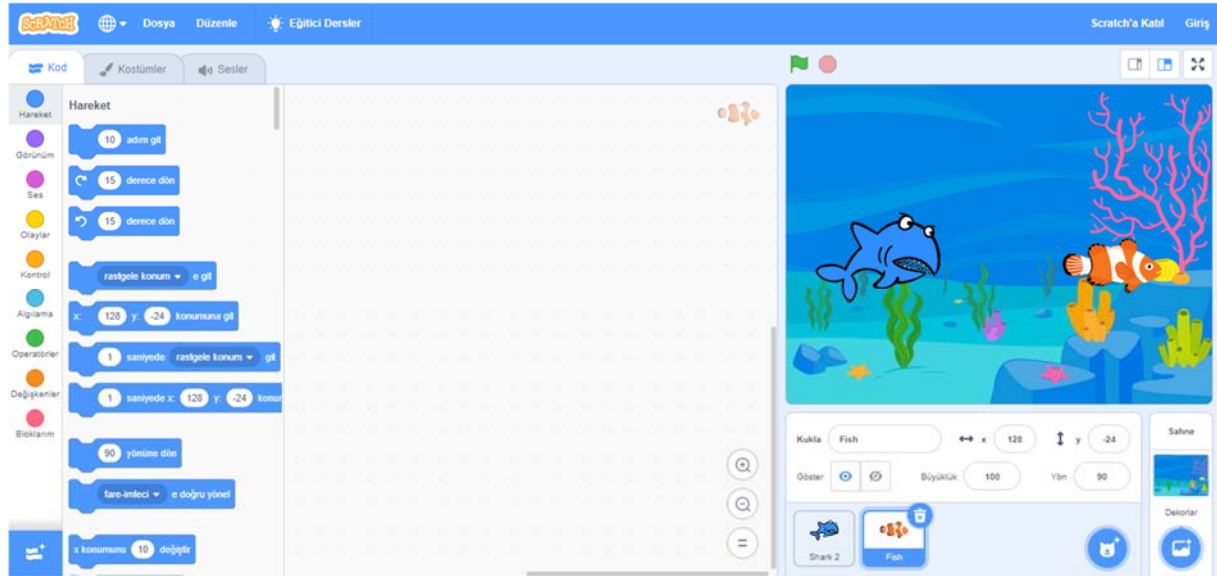 SCRATCH Dosya Düzenle Eğitici Dersler Scratch'a Katıl Giriş
Kod Kostümler Sesler
Hareket
Görünüm
Ses
Olaylar
Kontrol
Algılama
Operatörler
Değişkenler
Bloklarım
Hareket
10 adım git
15 derece dön
15 derece dön
rastgele konum e git
x: 128 y: -24 konumuna git
1 saniyede rastgele konum git
1 saniyede x: 128 y: -24 konu
90 yönüne dön
fare-imleci e doğru yönel
x konumunu 10 değiştir
Kukla Fish x 128 y -24
Göster Büyüklük 100 Yön 90
Shark 2
Fish
Sahne
Dekorlar